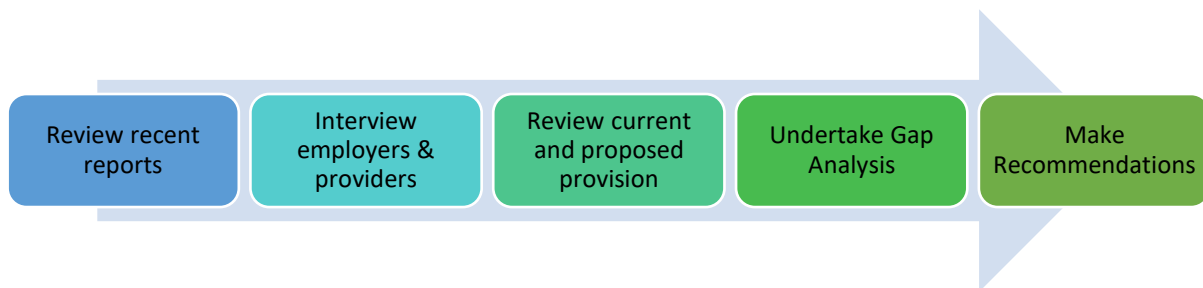 Review recent
reports
Interview
employers &
providers
Review current
and proposed
provision
Undertake Gap
Analysis
Make
Recommendations